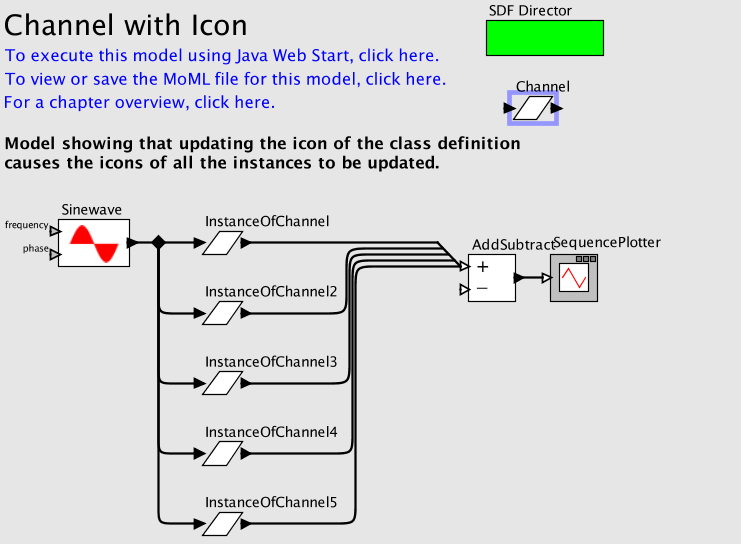 Channel with Icon
SDF Director
To execute this model using Java Web Start, click here.
To view or save the MoML file for this model, click here.
For a chapter overview, click here.
Channel
Model showing that updating the icon of the class definition
causes the icons of all the instances to be updated.
Sinewave
frequency
phase
InstanceOfChannel
InstanceOfChannel2
InstanceOfChannel3
InstanceOfChannel4
InstanceOfChannel5
AddSubtract
+
−
SequencePlotter